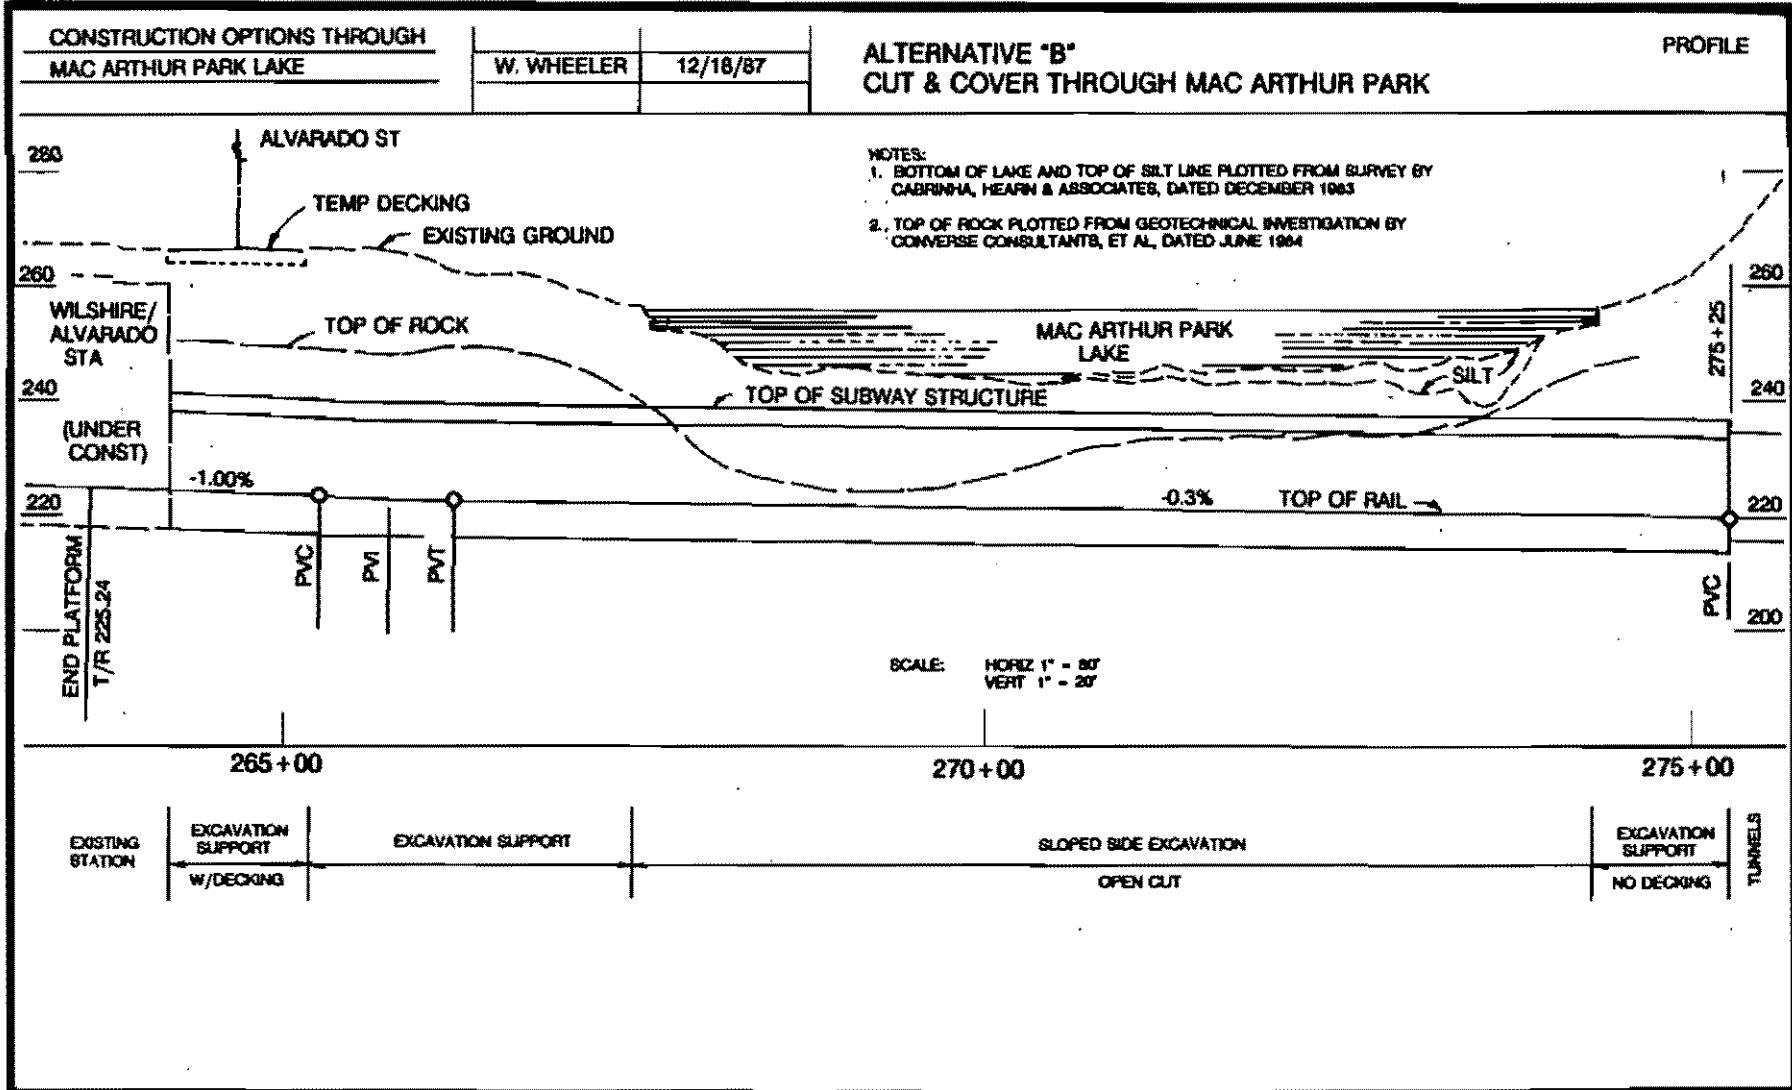 CONSTRUCTION OPTIONS THROUGH
MAC ARTHUR PARK LAKE
W. WHEELER
12/18/87
ALTERNATIVE "B"
CUT & COVER THROUGH MAC ARTHUR PARK
PROFILE
ALVARADO ST
280
TEMP DECKING
EXISTING GROUND
NOTES:
1. BOTTOM OF LAKE AND TOP OF SILT LINE PLOTTED FROM SURVEY BY
CABRINHA, HEARN & ASSOCIATES, DATED DECEMBER 1983
2. TOP OF ROCK PLOTTED FROM GEOTECHNICAL INVESTIGATION BY
CONVERSE CONSULTANTS, ET AL, DATED JUNE 1984
260
260
WILSHIRE/
ALVARADO
STA
TOP OF ROCK
MAC ARTHUR PARK
LAKE
275+25
SILT
240
TOP OF SUBWAY STRUCTURE
240
(UNDER
CONST)
-1.00%
220
-0.3%
TOP OF RAIL
220
END PLATFORM
T/R 225.24
PVC
PVI
PVT
PVC
200
SCALE: HORIZ 1" = 80'
VERT 1" = 20'
265+00
270+00
275+00
EXISTING
STATION
EXCAVATION
SUPPORT
W/DECKING
EXCAVATION SUPPORT
SLOPED SIDE EXCAVATION
OPEN CUT
EXCAVATION
SUPPORT
NO DECKING
TUNNELS